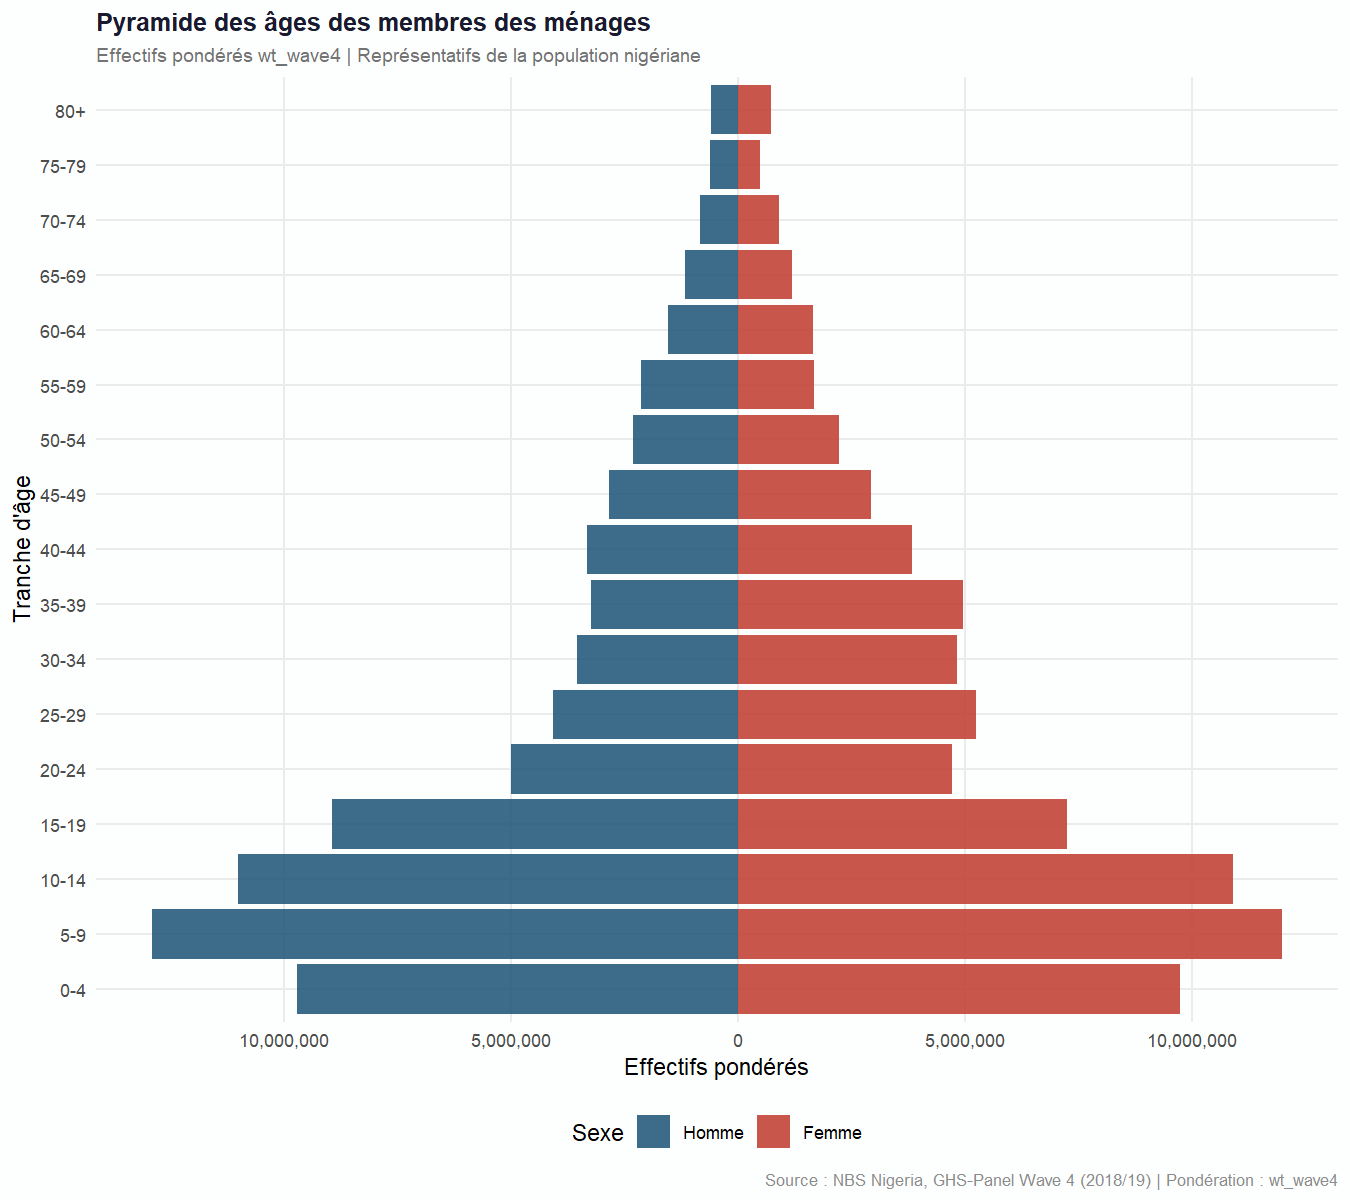 Pyramide des âges des membres des ménages
Effectifs pondérés wt_wave4 | Représentatifs de la population nigériane
Tranche d'âge
80+
75-79
70-74
65-69
60-64
55-59
50-54
45-49
40-44
35-39
30-34
25-29
20-24
15-19
10-14
5-9
0-4
10,000,000 5,000,000 0 5,000,000 10,000,000
Effectifs pondérés
Sexe Homme Femme
Source : NBS Nigeria, GHS-Panel Wave 4 (2018/19) | Pondération : wt_wave4